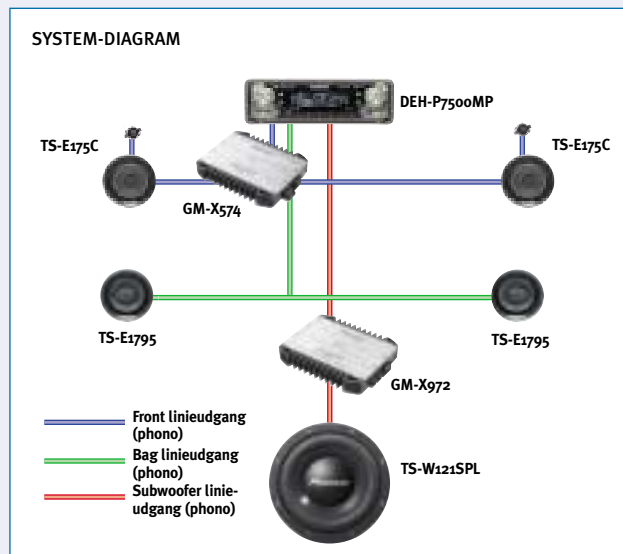 SYSTEM-DIAGRAM
DEH-P7500MP
TS-E175C
TS-E175C
GM-X574
TS-E1795
TS-E1795
GM-X972
Front linieudgang
(phono)
Bag linieudgang
(phono)
Subwoofer linie-
udgang (phono)
TS-W121SPL